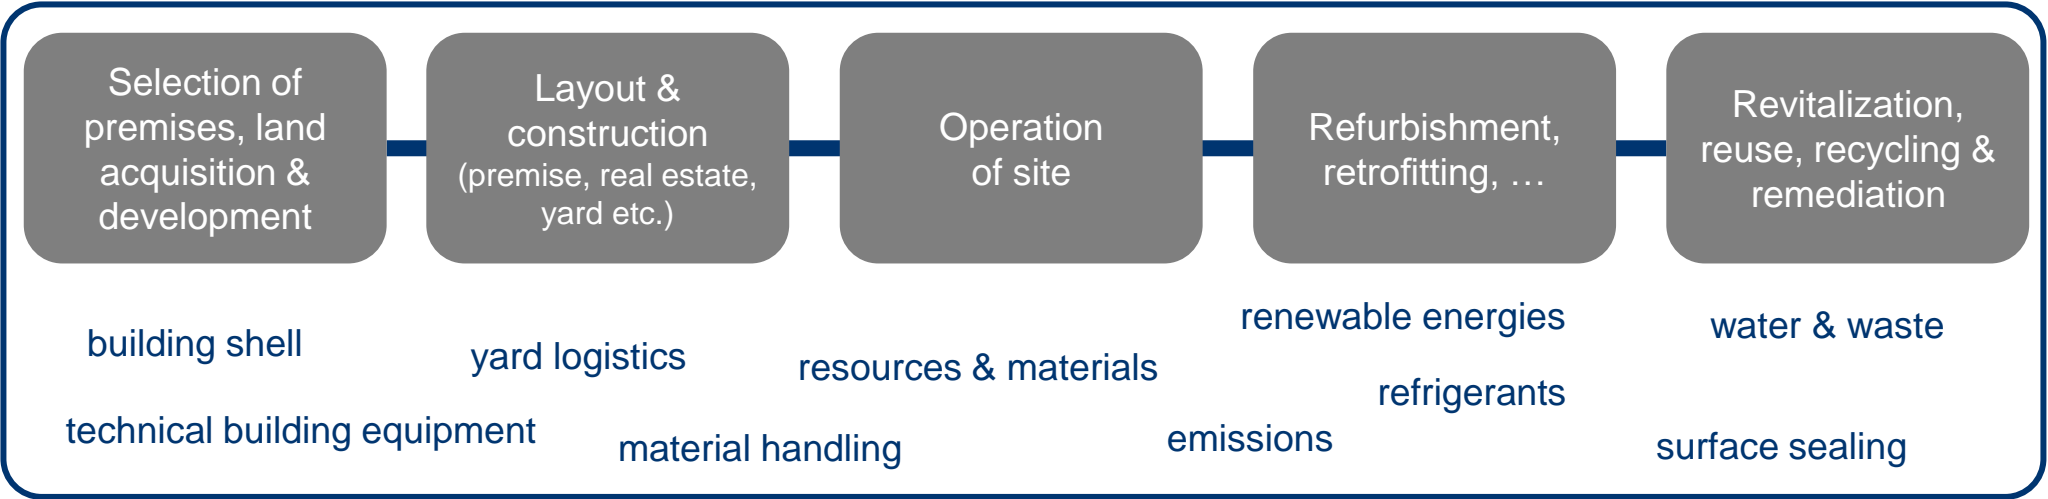 Selection of
premises, land
acquisition &
development
Layout &
construction
(premise, real estate,
yard etc.)
Operation
of site
Refurbishment,
retrofitting, …
Revitalization,
reuse, recycling &
remediation
building shell
yard logistics
resources & materials
renewable energies
water & waste
refrigerants
technical building equipment
material handling
emissions
surface sealing